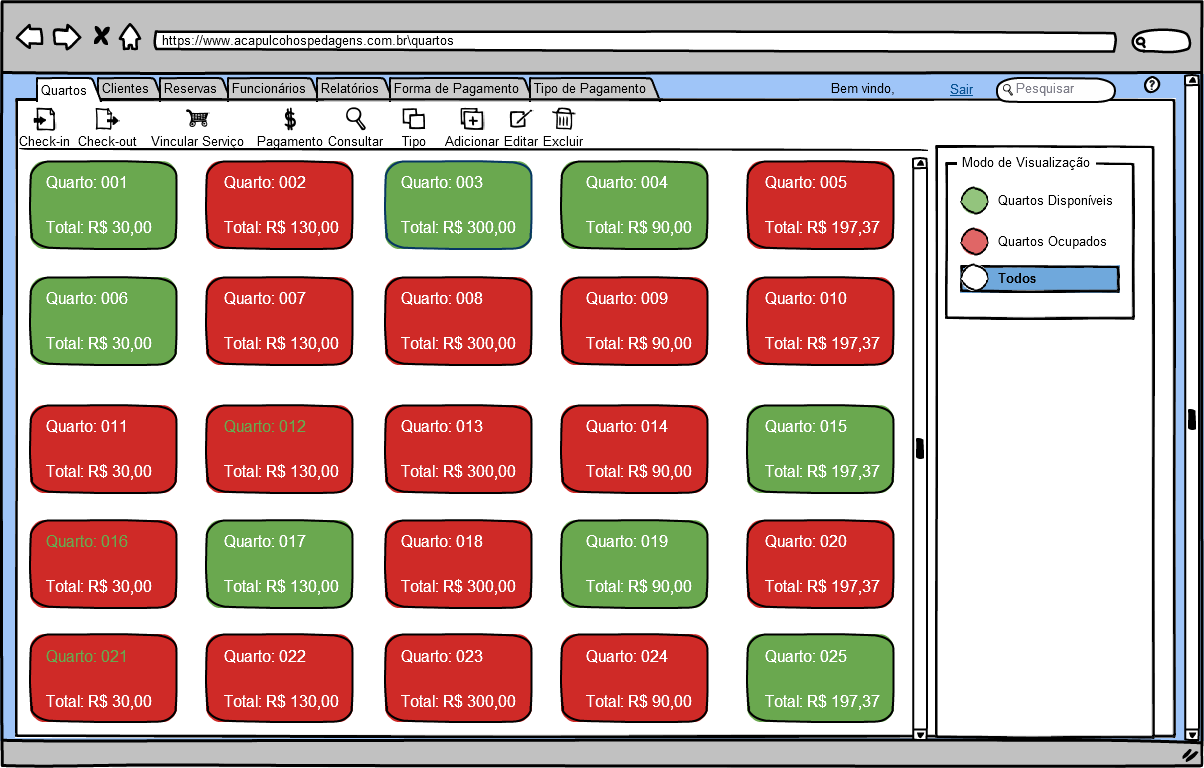 https://www.acapulcohospedagens.com.br\quartos
Quartos Clientes Reservas Funcionários Relatórios Forma de Pagamento Tipo de Pagamento Bem vindo, Sair Pesquisar ?
Check-in Check-out Vincular Serviço Pagamento Consultar Tipo Adicionar Editar Excluir
Quarto: 001 Quarto: 002 Quarto: 003 Quarto: 004 Quarto: 005
Total: R$ 30,00 Total: R$ 130,00 Total: R$ 300,00 Total: R$ 90,00 Total: R$ 197,37
Quarto: 006 Quarto: 007 Quarto: 008 Quarto: 009 Quarto: 010
Total: R$ 30,00 Total: R$ 130,00 Total: R$ 300,00 Total: R$ 90,00 Total: R$ 197,37
Quarto: 011 Quarto: 012 Quarto: 013 Quarto: 014 Quarto: 015
Total: R$ 30,00 Total: R$ 130,00 Total: R$ 300,00 Total: R$ 90,00 Total: R$ 197,37
Quarto: 016 Quarto: 017 Quarto: 018 Quarto: 019 Quarto: 020
Total: R$ 30,00 Total: R$ 130,00 Total: R$ 300,00 Total: R$ 90,00 Total: R$ 197,37
Quarto: 021 Quarto: 022 Quarto: 023 Quarto: 024 Quarto: 025
Total: R$ 30,00 Total: R$ 130,00 Total: R$ 300,00 Total: R$ 90,00 Total: R$ 197,37
Modo de Visualização
Quartos Disponíveis
Quartos Ocupados
Todos